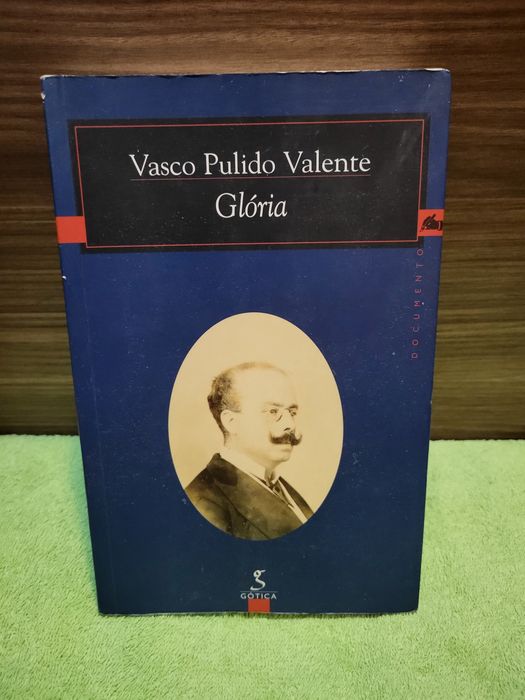 Vasco Pulido Valente
Glória
DOCUMENTO
g
GÓTICA